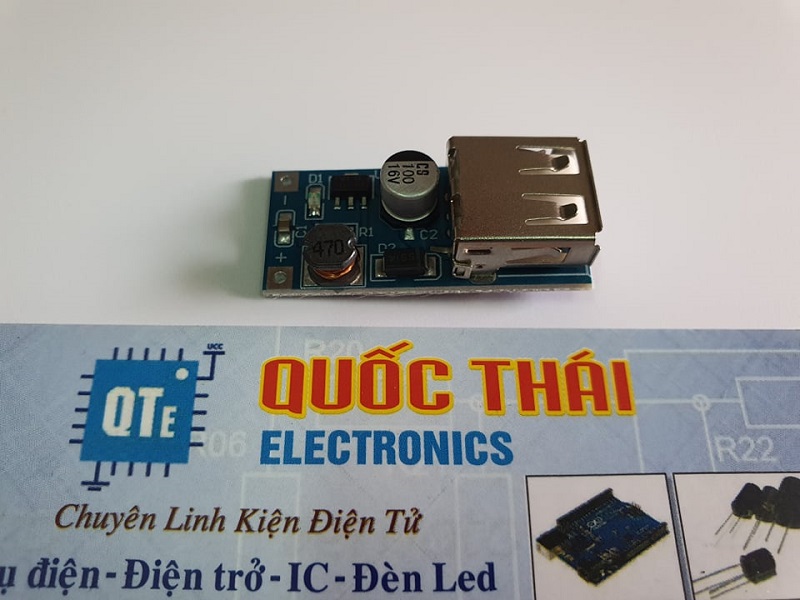 D1
-
CS
100
16V
C1
+
470
R1
D2
C2
R20
QUỐC THÁI
UCC
QTE
R06
ELECTRONICS
R22
Chuyên Linh Kiện Điện Tử
ụ điện - Điện trở - IC - Đèn Led